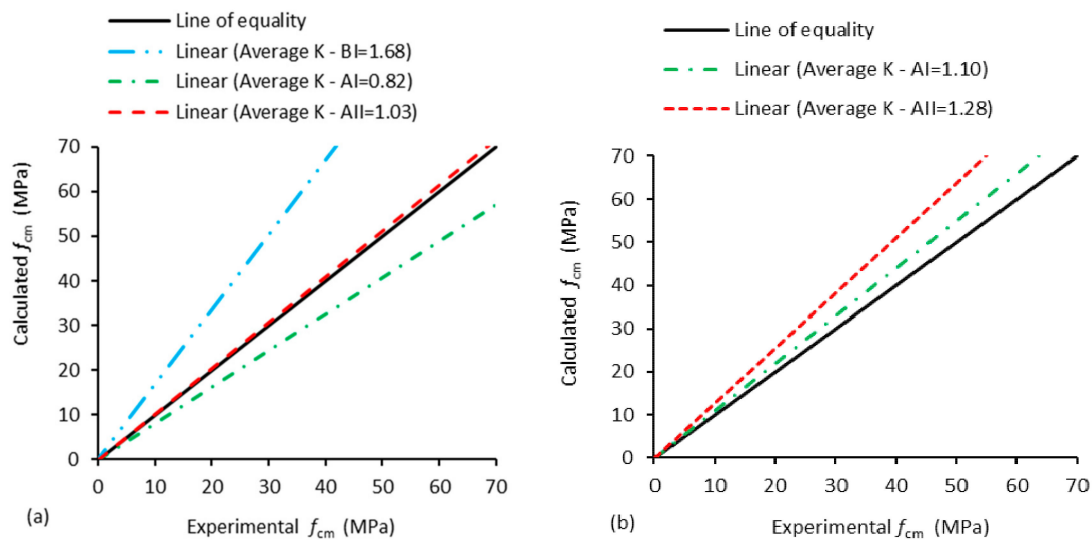 Line of equality
Linear (Average K - BI=1.68)
Linear (Average K - AI=0.82)
Linear (Average K - AII=1.03)
Calculated fcm (MPa)
70
60
50
40
30
20
10
0
0 10 20 30 40 50 60 70
Experimental fcm (MPa)
(a)
Line of equality
Linear (Average K - AI=1.10)
Linear (Average K - AII=1.28)
Calculated fcm (MPa)
70
60
50
40
30
20
10
0
0 10 20 30 40 50 60 70
Experimental fcm (MPa)
(b)